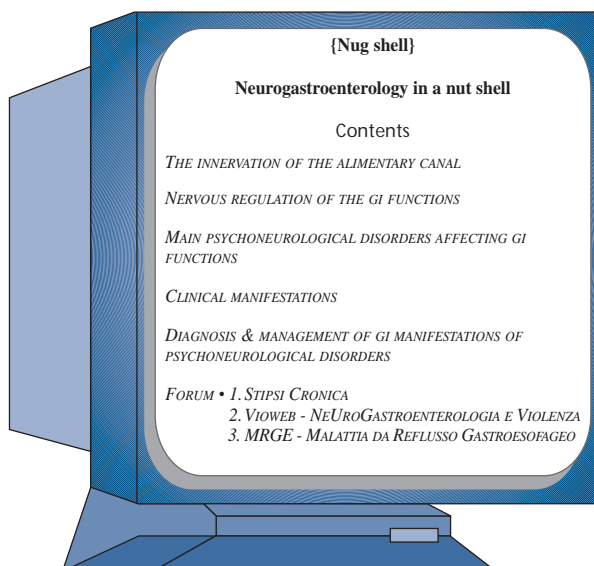 {Nug shell}
Neurogastroenterology in a nut shell
Contents
THE INNERVATION OF THE ALIMENTARY CANAL
NERVOUS REGULATION OF THE GI FUNCTIONS
MAIN PSYCHONEUROLOGICAL DISORDERS AFFECTING GI
FUNCTIONS
CLINICAL MANIFESTATIONS
DIAGNOSIS & MANAGEMENT OF GI MANIFESTATIONS OF
PSYCHONEUROLOGICAL DISORDERS
FORUM • 1. STIPSI CRONICA
2. VIOWEB - NEUROGASTROENTEROLOGIA E VIOLENZA
3. MRGE - MALATTIA DA REFLUSSO GASTROESOFAGEO